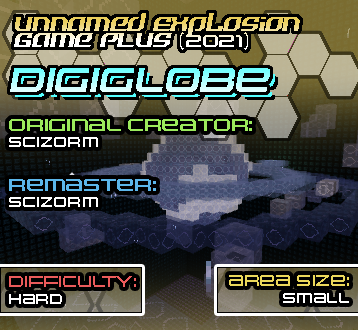 Unnamed Explosion
Game Plus (2021)
DIGIGLOBE
Original Creator:
Scizorm
Remaster:
Scizorm
Difficulty:
Hard
Area Size:
Small